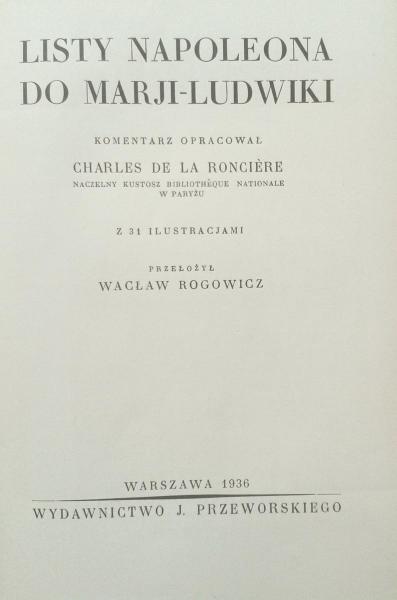 LISTY NAPOLEONA
DO MARJI-LUDWIKI
KOMENTARZ OPRACOWAŁ
CHARLES DE LA RONCIÈRE
NACZELNY KUSTOSZ BIBLIOTHÈQUE NATIONALE
W PARYŻU
Z 31 ILUSTRACJAMI
PRZEŁOŻYŁ
WACŁAW ROGOWICZ
WARSZAWA 1936
WYDAWNICTWO J. PRZEWORSKIEGO